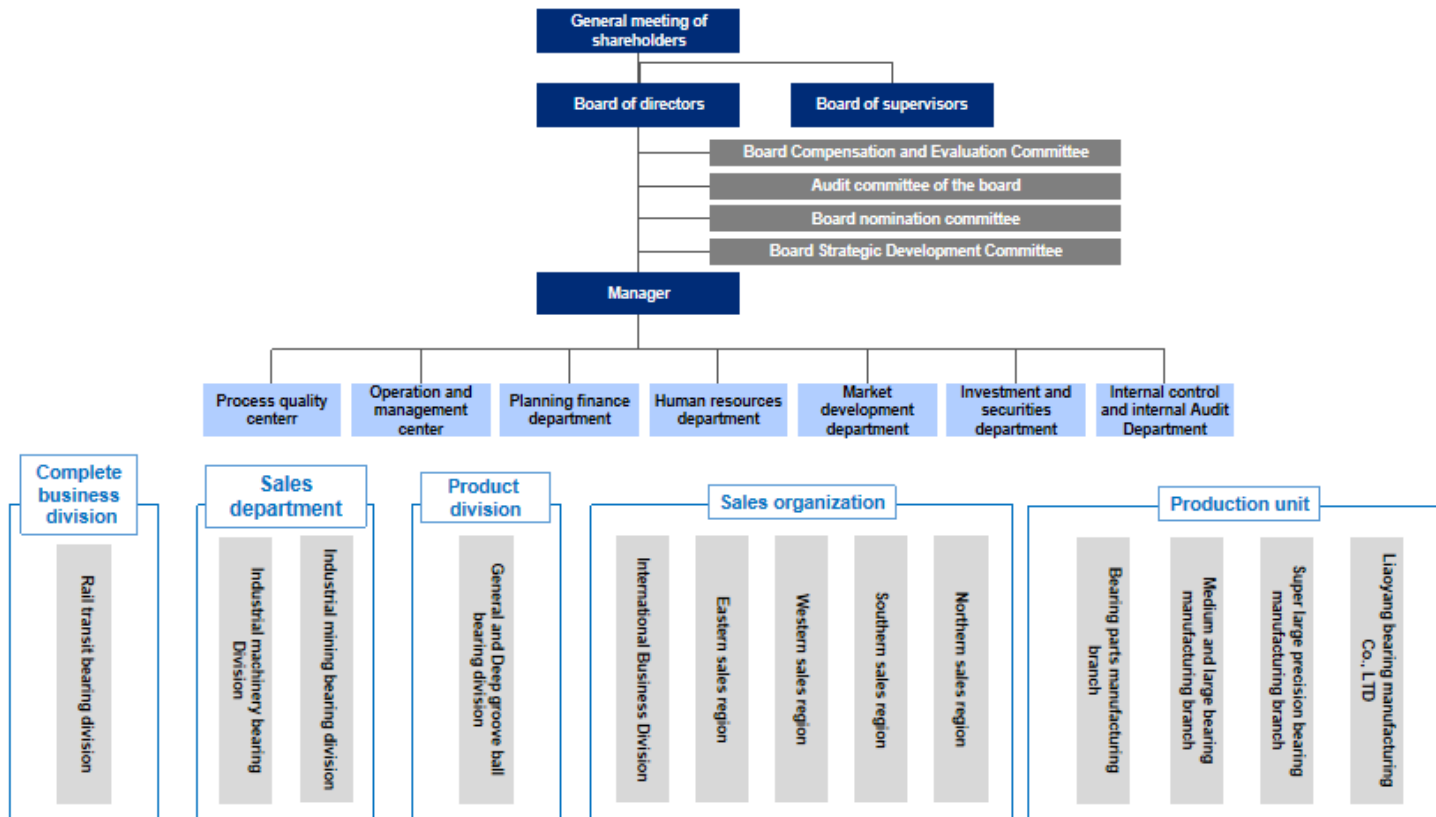 General meeting of
shareholders
Board of directors
Board of supervisors
Board Compensation and Evaluation Committee
Audit committee of the board
Board nomination committee
Board Strategic Development Committee
Manager
Process quality
centerr
Operation and
management
center
Planning finance
department
Human resources
department
Market
development
department
Investment and
securities
department
Internal control
and internal Audit
Department
Complete
business
division
Rail transit bearing division
Sales
department
Industrial machinery bearing
Division
Industrial mining bearing division
Product
division
General and Deep groove ball
bearing division
Sales organization
International Business Division
Eastern sales region
Western sales region
Southern sales region
Northern sales region
Production unit
Bearing parts manufacturing
branch
Medium and large bearing
manufacturing branch
Super large precision bearing
manufacturing branch
Liaoyang bearing manufacturing
Co., LTD